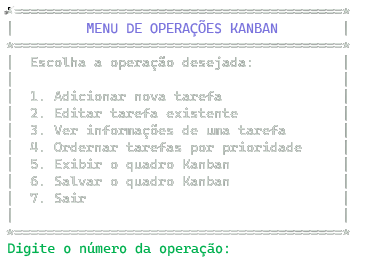 MENU DE OPERAÇÕES KANBAN
Escolha a operação desejada:
1. Adicionar nova tarefa
2. Editar tarefa existente
3. Ver informações de uma tarefa
4. Ordernar tarefas por prioridade
5. Exibir o quadro Kanban
6. Salvar o quadro Kanban
7. Sair
Digite o número da operação: